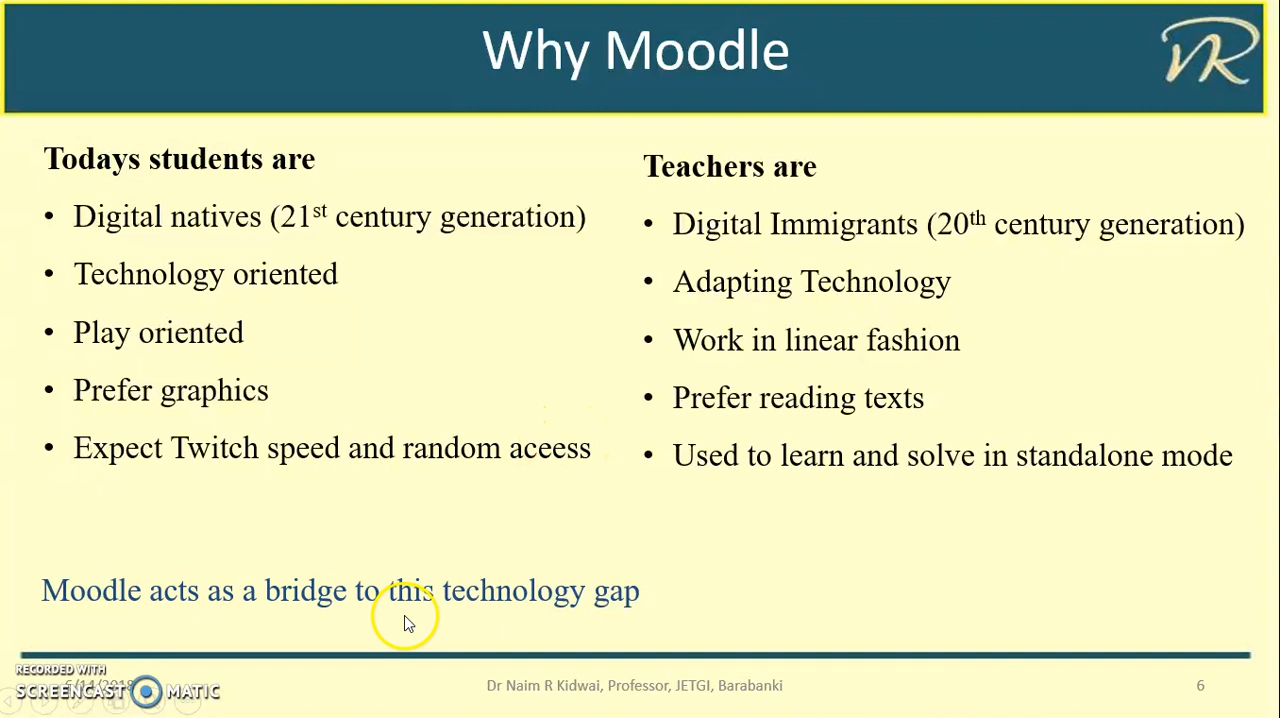 Why Moodle
VR
Todays students are
• Digital natives (21st century generation)
• Technology oriented
• Play oriented
• Prefer graphics
• Expect Twitch speed and random aceess
Teachers are
• Digital Immigrants (20th century generation)
• Adapting Technology
• Work in linear fashion
• Prefer reading texts
• Used to learn and solve in standalone mode
Moodle acts as a bridge to this technology gap
RECORDED WITH
SCREENCAST MATIC
6/11/2018
Dr Naim R Kidwai, Professor, JETGI, Barabanki
6